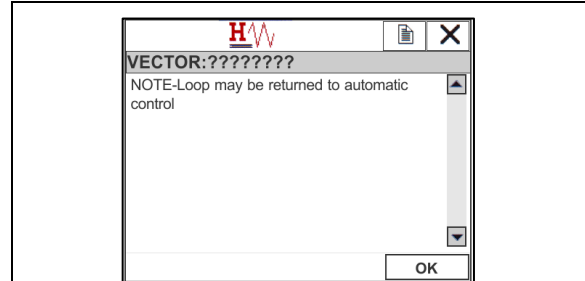 H
VECTOR:????????
NOTE-Loop may be returned to automatic
control
OK